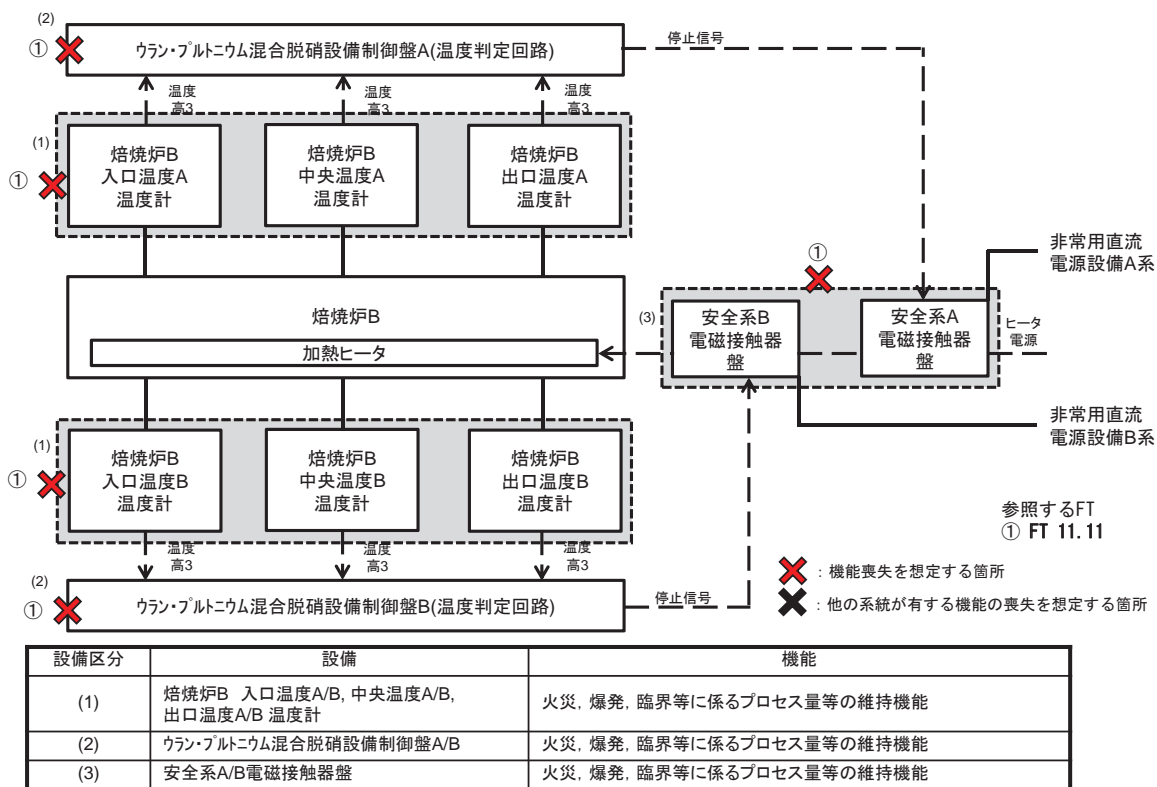 (2)
① ウラン・プルトニウム混合脱硝設備制御盤A(温度判定回路)
停止信号
温度
高3
温度
高3
温度
高3
(1)
①
焙焼炉B
入口温度A
温度計
焙焼炉B
中央温度A
温度計
焙焼炉B
出口温度A
温度計
焙焼炉B
加熱ヒータ
①
(3)
安全系B
電磁接触器
盤
安全系A
電磁接触器
盤
非常用直流
電源設備A系
ヒータ
電源
非常用直流
電源設備B系
(1)
①
焙焼炉B
入口温度B
温度計
焙焼炉B
中央温度B
温度計
焙焼炉B
出口温度B
温度計
温度
高3
温度
高3
温度
高3
(2)
① ウラン・プルトニウム混合脱硝設備制御盤B(温度判定回路)
停止信号
参照するFT
① FT 11.11
:機能喪失を想定する箇所
:他の系統が有する機能の喪失を想定する箇所
設備区分 設備 機能
(1) 焙焼炉B 入口温度A/B, 中央温度A/B,
出口温度A/B 温度計 火災, 爆発, 臨界等に係るプロセス量等の維持機能
(2) ウラン・プルトニウム混合脱硝設備制御盤A/B 火災, 爆発, 臨界等に係るプロセス量等の維持機能
(3) 安全系A/B電磁接触器盤 火災, 爆発, 臨界等に係るプロセス量等の維持機能